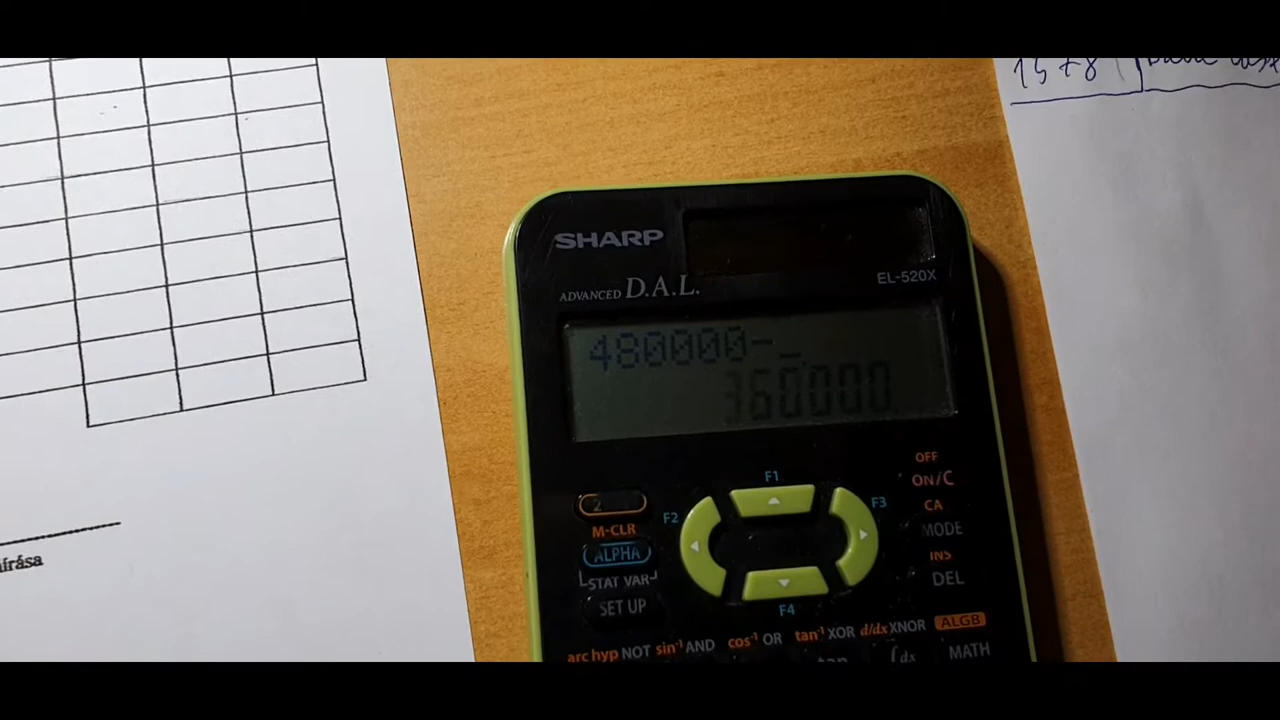 15+8
SHARP
EL-520X
ADVANCED D.A.L.
480000-_
360000.
OFF
F1
ON/C
2
F2
F3
CA
M-CLR
MODE
ALPHA
INS
STAT VAR
DEL
SET UP
F4
ALGB
arc hyp NOT sin⁻¹ AND cos⁻¹ OR tan⁻¹ XOR d/dx XNOR
∫dx MATH
írása